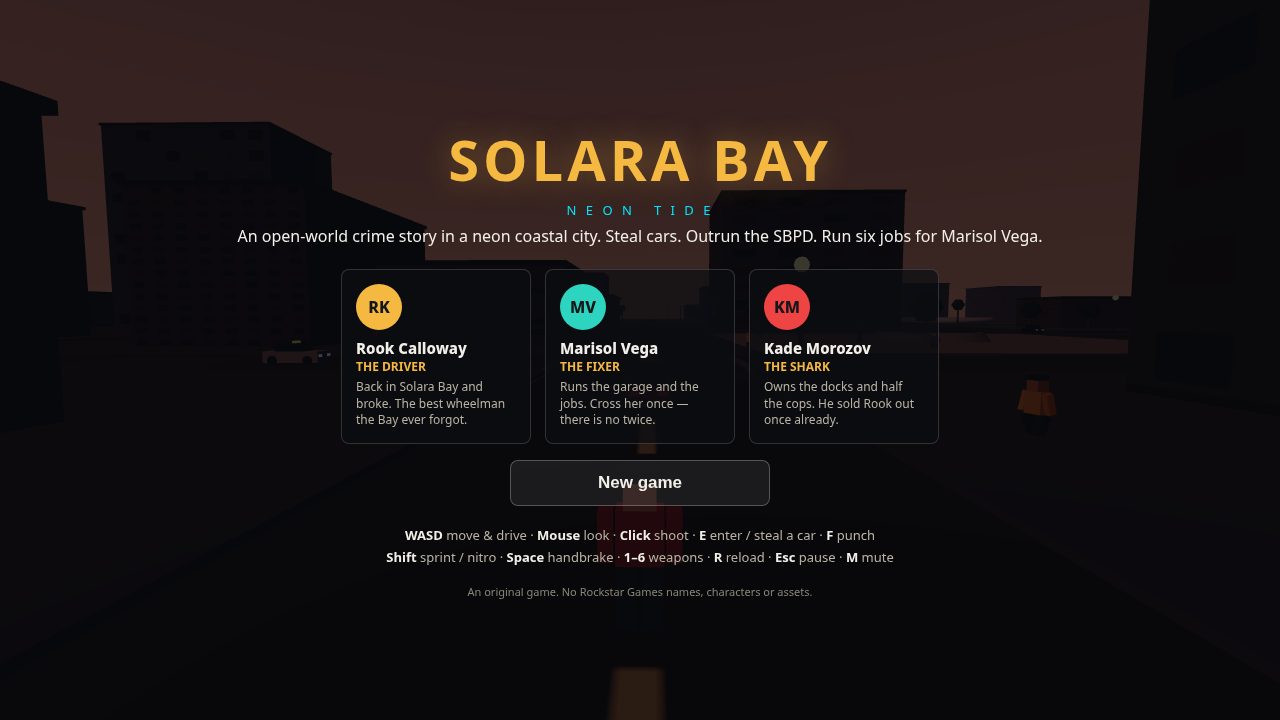 SOLARA BAY
NEON TIDE
An open-world crime story in a neon coastal city. Steal cars. Outrun the SBPD. Run six jobs for Marisol Vega.
RK
Rook Calloway
THE DRIVER
Back in Solara Bay and
broke. The best wheelman
the Bay ever forgot.
MV
Marisol Vega
THE FIXER
Runs the garage and the
jobs. Cross her once —
there is no twice.
KM
Kade Morozov
THE SHARK
Owns the docks and half
the cops. He sold Rook out
once already.
New game
WASD move & drive · Mouse look · Click shoot · E enter / steal a car · F punch
Shift sprint / nitro · Space handbrake · 1–6 weapons · R reload · Esc pause · M mute
An original game. No Rockstar Games names, characters or assets.